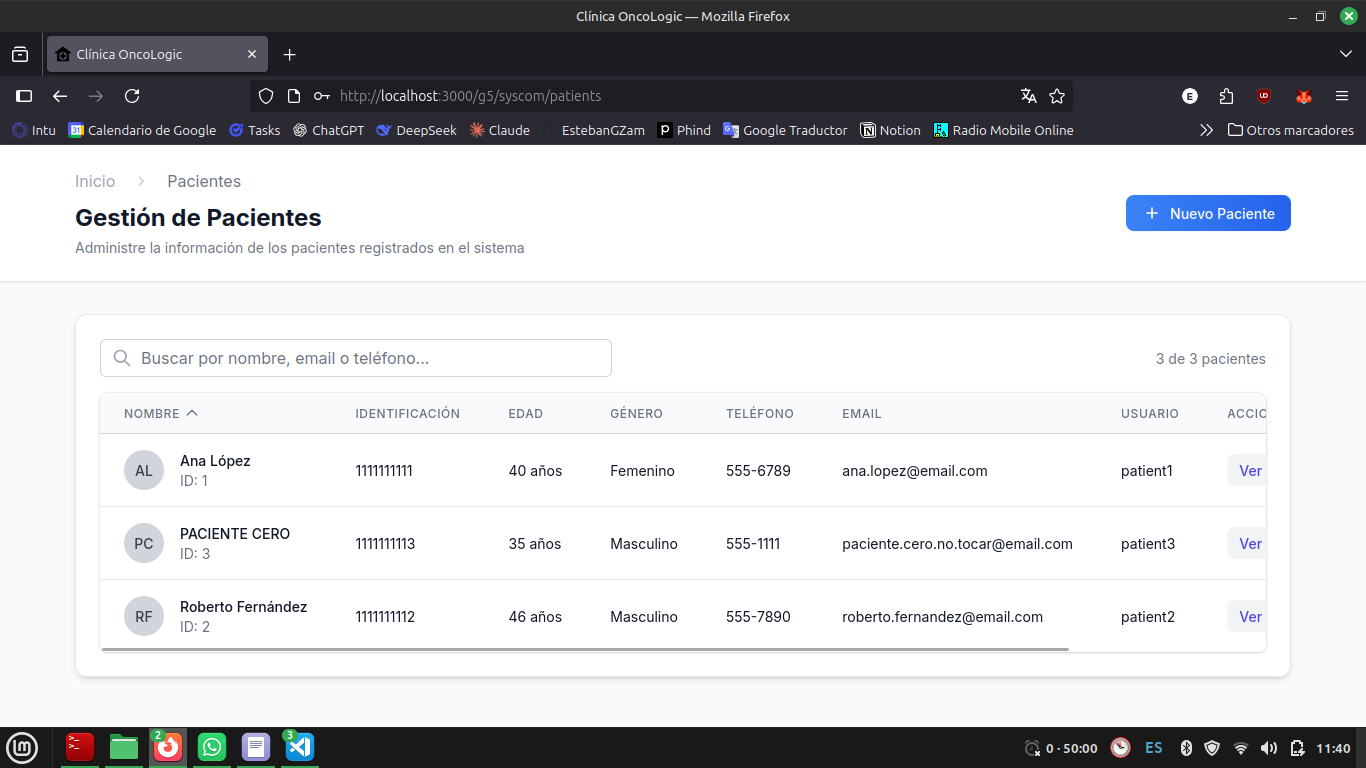 Clínica OncoLogic — Mozilla Firefox
Clínica OncoLogic
http://localhost:3000/g5/syscom/patients
Intu
31 Calendario de Google
Tasks
ChatGPT
DeepSeek
Claude
EstebanGZam
Phind
Google Traductor
Notion
Radio Mobile Online
Otros marcadores
Inicio > Pacientes
Gestión de Pacientes
Administre la información de los pacientes registrados en el sistema
+ Nuevo Paciente
Buscar por nombre, email o teléfono...
3 de 3 pacientes
NOMBRE IDENTIFICACIÓN EDAD GÉNERO TELÉFONO EMAIL USUARIO ACCIO
AL Ana López 1111111111 40 años Femenino 555-6789 ana.lopez@email.com patient1 Ver
ID: 1
PC PACIENTE CERO 1111111113 35 años Masculino 555-1111 paciente.cero.no.tocar@email.com patient3 Ver
ID: 3
RF Roberto Fernández 1111111112 46 años Masculino 555-7890 roberto.fernandez@email.com patient2 Ver
ID: 2
2 3 0 · 50:00 ES 11:40